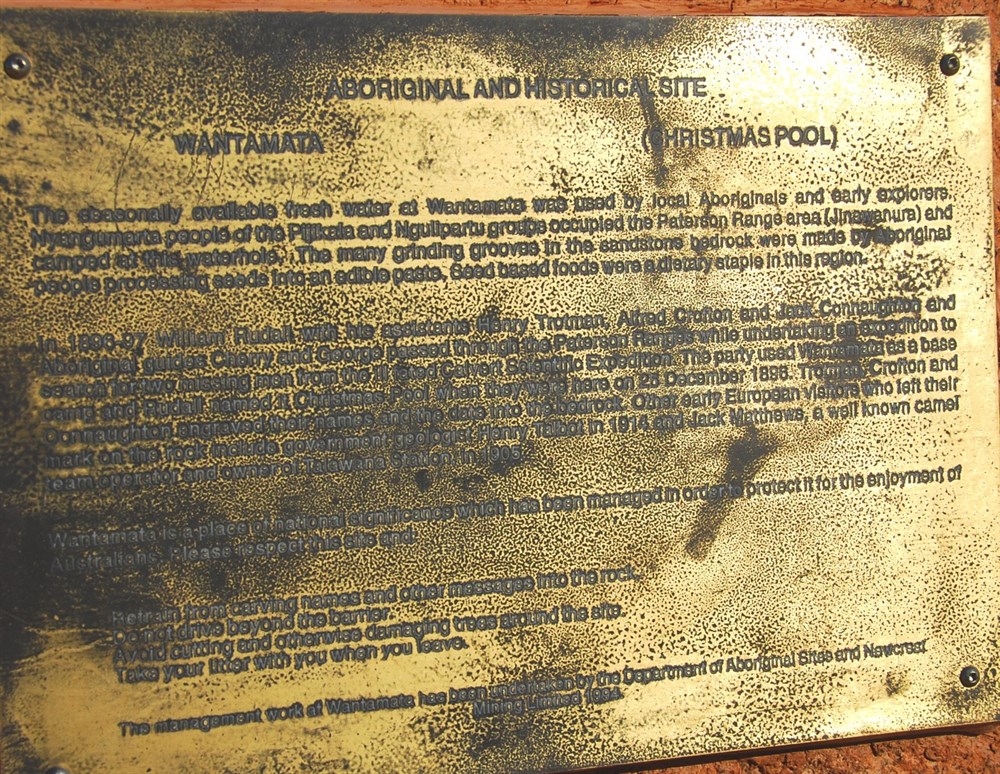 ABORIGINAL AND HISTORICAL SITE
WANTAMATA (CHRISTMAS POOL)
The seasonally available fresh water at Wantamata was used by local Aboriginals and early explorers.
Nyangumarta people of the Pijikala and Ngulipartu groups occupied the Paterson Range area (Jinawanura) and
camped at this waterhole. The many grinding grooves in the sandstone bedrock were made by Aboriginal
people processing seeds into an edible paste. Seed based foods were a dietary staple in this region.
In 1896-97 William Rudall with his assistants Henry Trotman, Alfred Crofton and Jack Connaughton and
Aboriginal guides Cherry and George passed through the Paterson Ranges while undertaking an expedition to
search for two missing men from the Ill fated Calvert Scientific Expedition. The party used Wantamata as a base
camp and Rudall named it Christmas Pool when they were here on 25 December 1896. Trotman, Crofton and
Connaughton engraved their names and the date into the bedrock. Other early European visitors who left their
mark on the rock include government geologist Henry Talbot in 1914 and Jack Matthews, a well known camel
team operator and owner of Talawana Station, in
Wantamata is a place of national significance which has been managed in order to protect it for the enjoyment of
Australians. Please respect this site and:
Refrain from carving names and other messages into the rock.
Do not drive beyond the barrier.
Avoid cutting and otherwise damaging trees around the site.
Take your litter with you when you leave.
The management work at Wantamata has been undertaken by the Department of Aboriginal Sites and Newcrest
Mining Limited 1994.